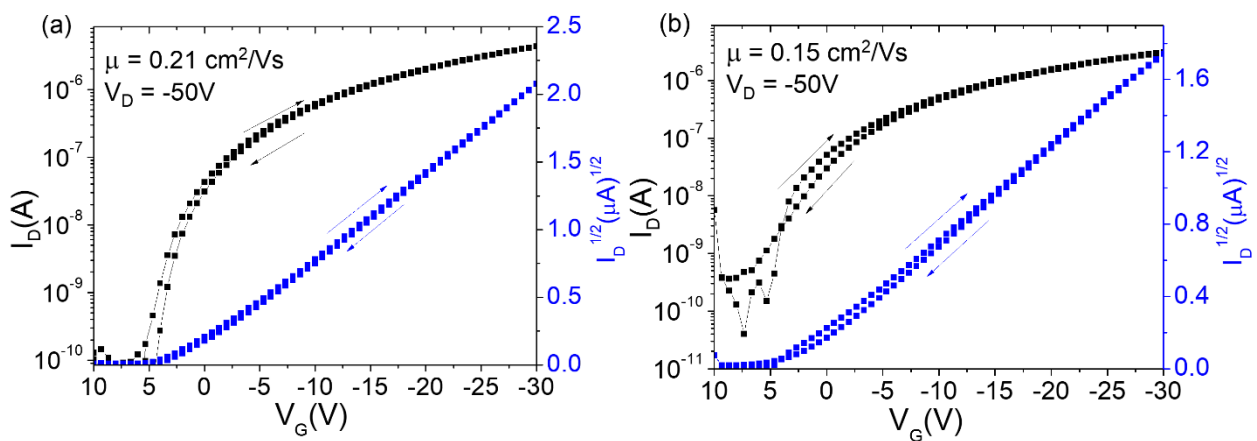 (a)
μ = 0.21 cm²/Vs
V_D = -50V
I_D(A)
10⁻⁶
10⁻⁷
10⁻⁸
10⁻⁹
10⁻¹⁰
2.5
2.0
1.5
1.0
0.5
0.0
I_D^1/2(μA)^1/2
10 5 0 -5 -10 -15 -20 -25 -30
V_G(V)
(b)
μ = 0.15 cm²/Vs
V_D = -50V
I_D(A)
10⁻⁶
10⁻⁷
10⁻⁸
10⁻⁹
10⁻¹⁰
10⁻¹¹
1.6
1.2
0.8
0.4
0.0
I_D^1/2(μA)^1/2
10 5 0 -5 -10 -15 -20 -25 -30
V_G(V)